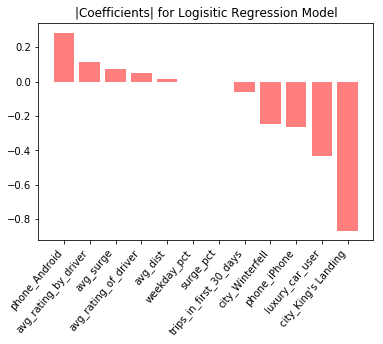 |Coefficients| for Logisitic Regression Model
0.2
0.0
−0.2
−0.4
−0.6
−0.8
phone_Android
avg_rating_by_driver
avg_surge
avg_rating_of_driver
avg_dist
weekday_pct
surge_pct
trips_in_first_30_days
city_Winterfell
phone_iPhone
luxury_car_user
city_King's Landing